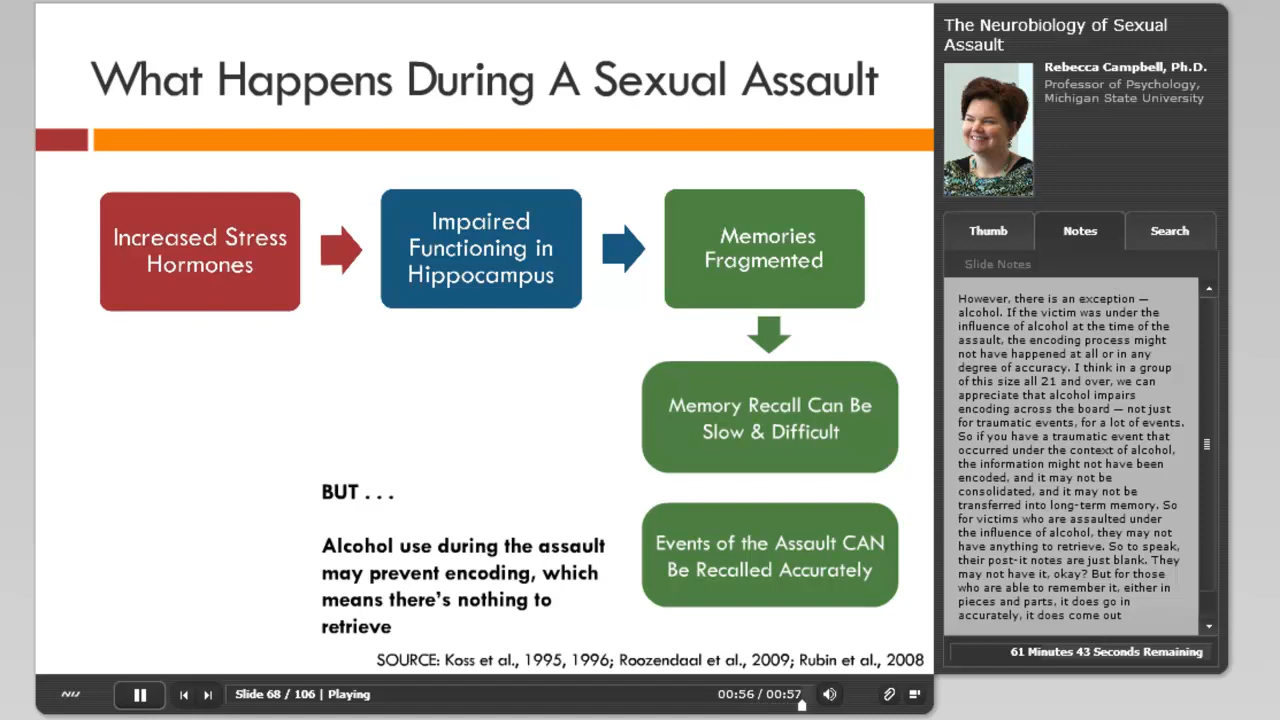 What Happens During A Sexual Assault
Increased Stress
Hormones
Impaired
Functioning in
Hippocampus
Memories
Fragmented
Memory Recall Can Be
Slow & Difficult
BUT . . .
Alcohol use during the assault
may prevent encoding, which
means there's nothing to
retrieve
Events of the Assault CAN
Be Recalled Accurately
SOURCE: Koss et al., 1995, 1996; Roozendaal et al., 2009; Rubin et al., 2008
The Neurobiology of Sexual
Assault
Rebecca Campbell, Ph.D.
Professor of Psychology,
Michigan State University
Thumb
Notes
Search
Slide Notes
However, there is an exception —
alcohol. If the victim was under the
influence of alcohol at the time of the
assault, the encoding process might
not have happened at all or in any
degree of accuracy. I think in a group
of this size all 21 and over, we can
appreciate that alcohol impairs
encoding across the board — not just
for traumatic events, for a lot of events.
So if you have a traumatic event that
occurred under the context of alcohol,
the information might not have been
encoded, and it may not be
consolidated, and it may not be
transferred into long-term memory. So
for victims who are assaulted under
the influence of alcohol, they may not
have anything to retrieve. So to speak,
their post-it notes are just blank. They
may not have it, okay? But for those
who are able to remember it, either in
pieces and parts, it does go in
accurately, it does come out
61 Minutes 43 Seconds Remaining
NIJ
Slide 68 / 106 | Playing
00:56 / 00:57